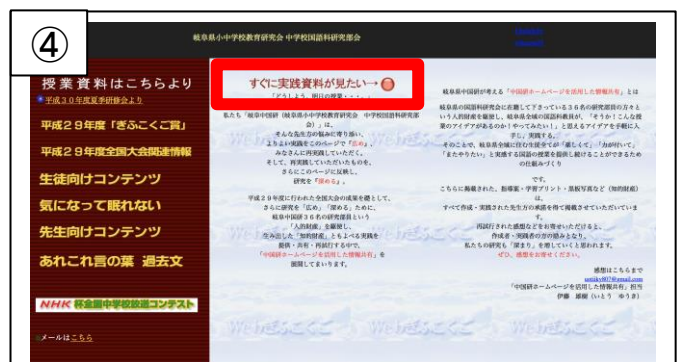 ④
岐阜県小中学校教育研究会 中学校国語科研究部会
授業資料はこちらより
平成３０年度夏季研修会より
平成２９年度「ぎふこくご賞」
平成２９年度全国大会関連情報
生徒向けコンテンツ
気になって眠れない
先生向けコンテンツ
あれこれ言の葉 過去文
NHK 杯全国中学校放送コンテスト
メールはこちら
すぐに実践資料が見たい→
「どうしよう、明日の授業・・・。」
私たち「岐阜中国研（岐阜県小中学校教育研究会 中学校国語科研究部
会）」は、
そんな先生方の悩みに寄り添い、
よりよい実践をこのページで「広め」、
みなさんに再実践していただく。
そして、再実践していただいたものを、
さらにこのページに反映し、
研究を「深める」。
平成２９年度に行われた全国大会の成果を礎として、
さらに研究を「広め」「深める」ために、
岐阜中国研３６名の研究部員という
「人的財産」を駆使し、
生み出した「知的財産」ともよべる実践を
提供・共有・再試行する中で、
「中国研ホームページを活用した情報共有」を
展開してまいります。
岐阜県中国研が考える「中国研ホームページを活用した情報共有」とは
岐阜県の国語科研究会に在籍して下さっている３６名の研究部員の方々と
いう人的財産を駆使し、岐阜県全域の国語科教員が、「そうか！こんな授
業のアイデアがあるのか！やってみたい！」と思えるアイデアを手軽に入
手し、実践する。
そのことで、岐阜県全域に住む生徒全てが「楽しくて」「力が付いて」
「またやりたい」と実感する国語の授業を提供し続けることができるため
の仕組みづくり
です。
こちらに掲載された、指導案・学習プリント・黒板写真など（知的財産）
は、
すべて作成・実践された先生方の承諾を得て掲載させていただいていま
す。
再試行された感想などをお寄せいただけると、
作成者・実践者の方の励みとなり、
私たちの研究も「深まり」を増していくと思われます。
ぜひ、感想をお寄せください。
感想はこちらまで
「中国研ホームページを活用した情報共有」担当
伊藤 雄樹（いとう ゆうき）
Webぎふこくご